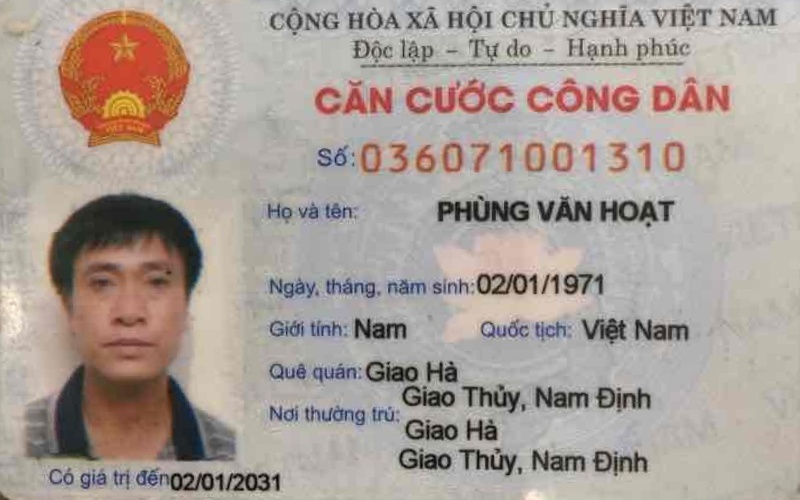 CỘNG HÒA XÃ HỘI CHỦ NGHĨA VIỆT NAM
Độc lập - Tự do - Hạnh phúc
CĂN CƯỚC CÔNG DÂN
Số: 036071001310
Họ và tên: PHÙNG VĂN HOẠT
Ngày, tháng, năm sinh: 02/01/1971
Giới tính: Nam Quốc tịch: Việt Nam
Quê quán: Giao Hà
Giao Thủy, Nam Định
Nơi thường trú:
Giao Hà
Giao Thủy, Nam Định
Có giá trị đến 02/01/2031